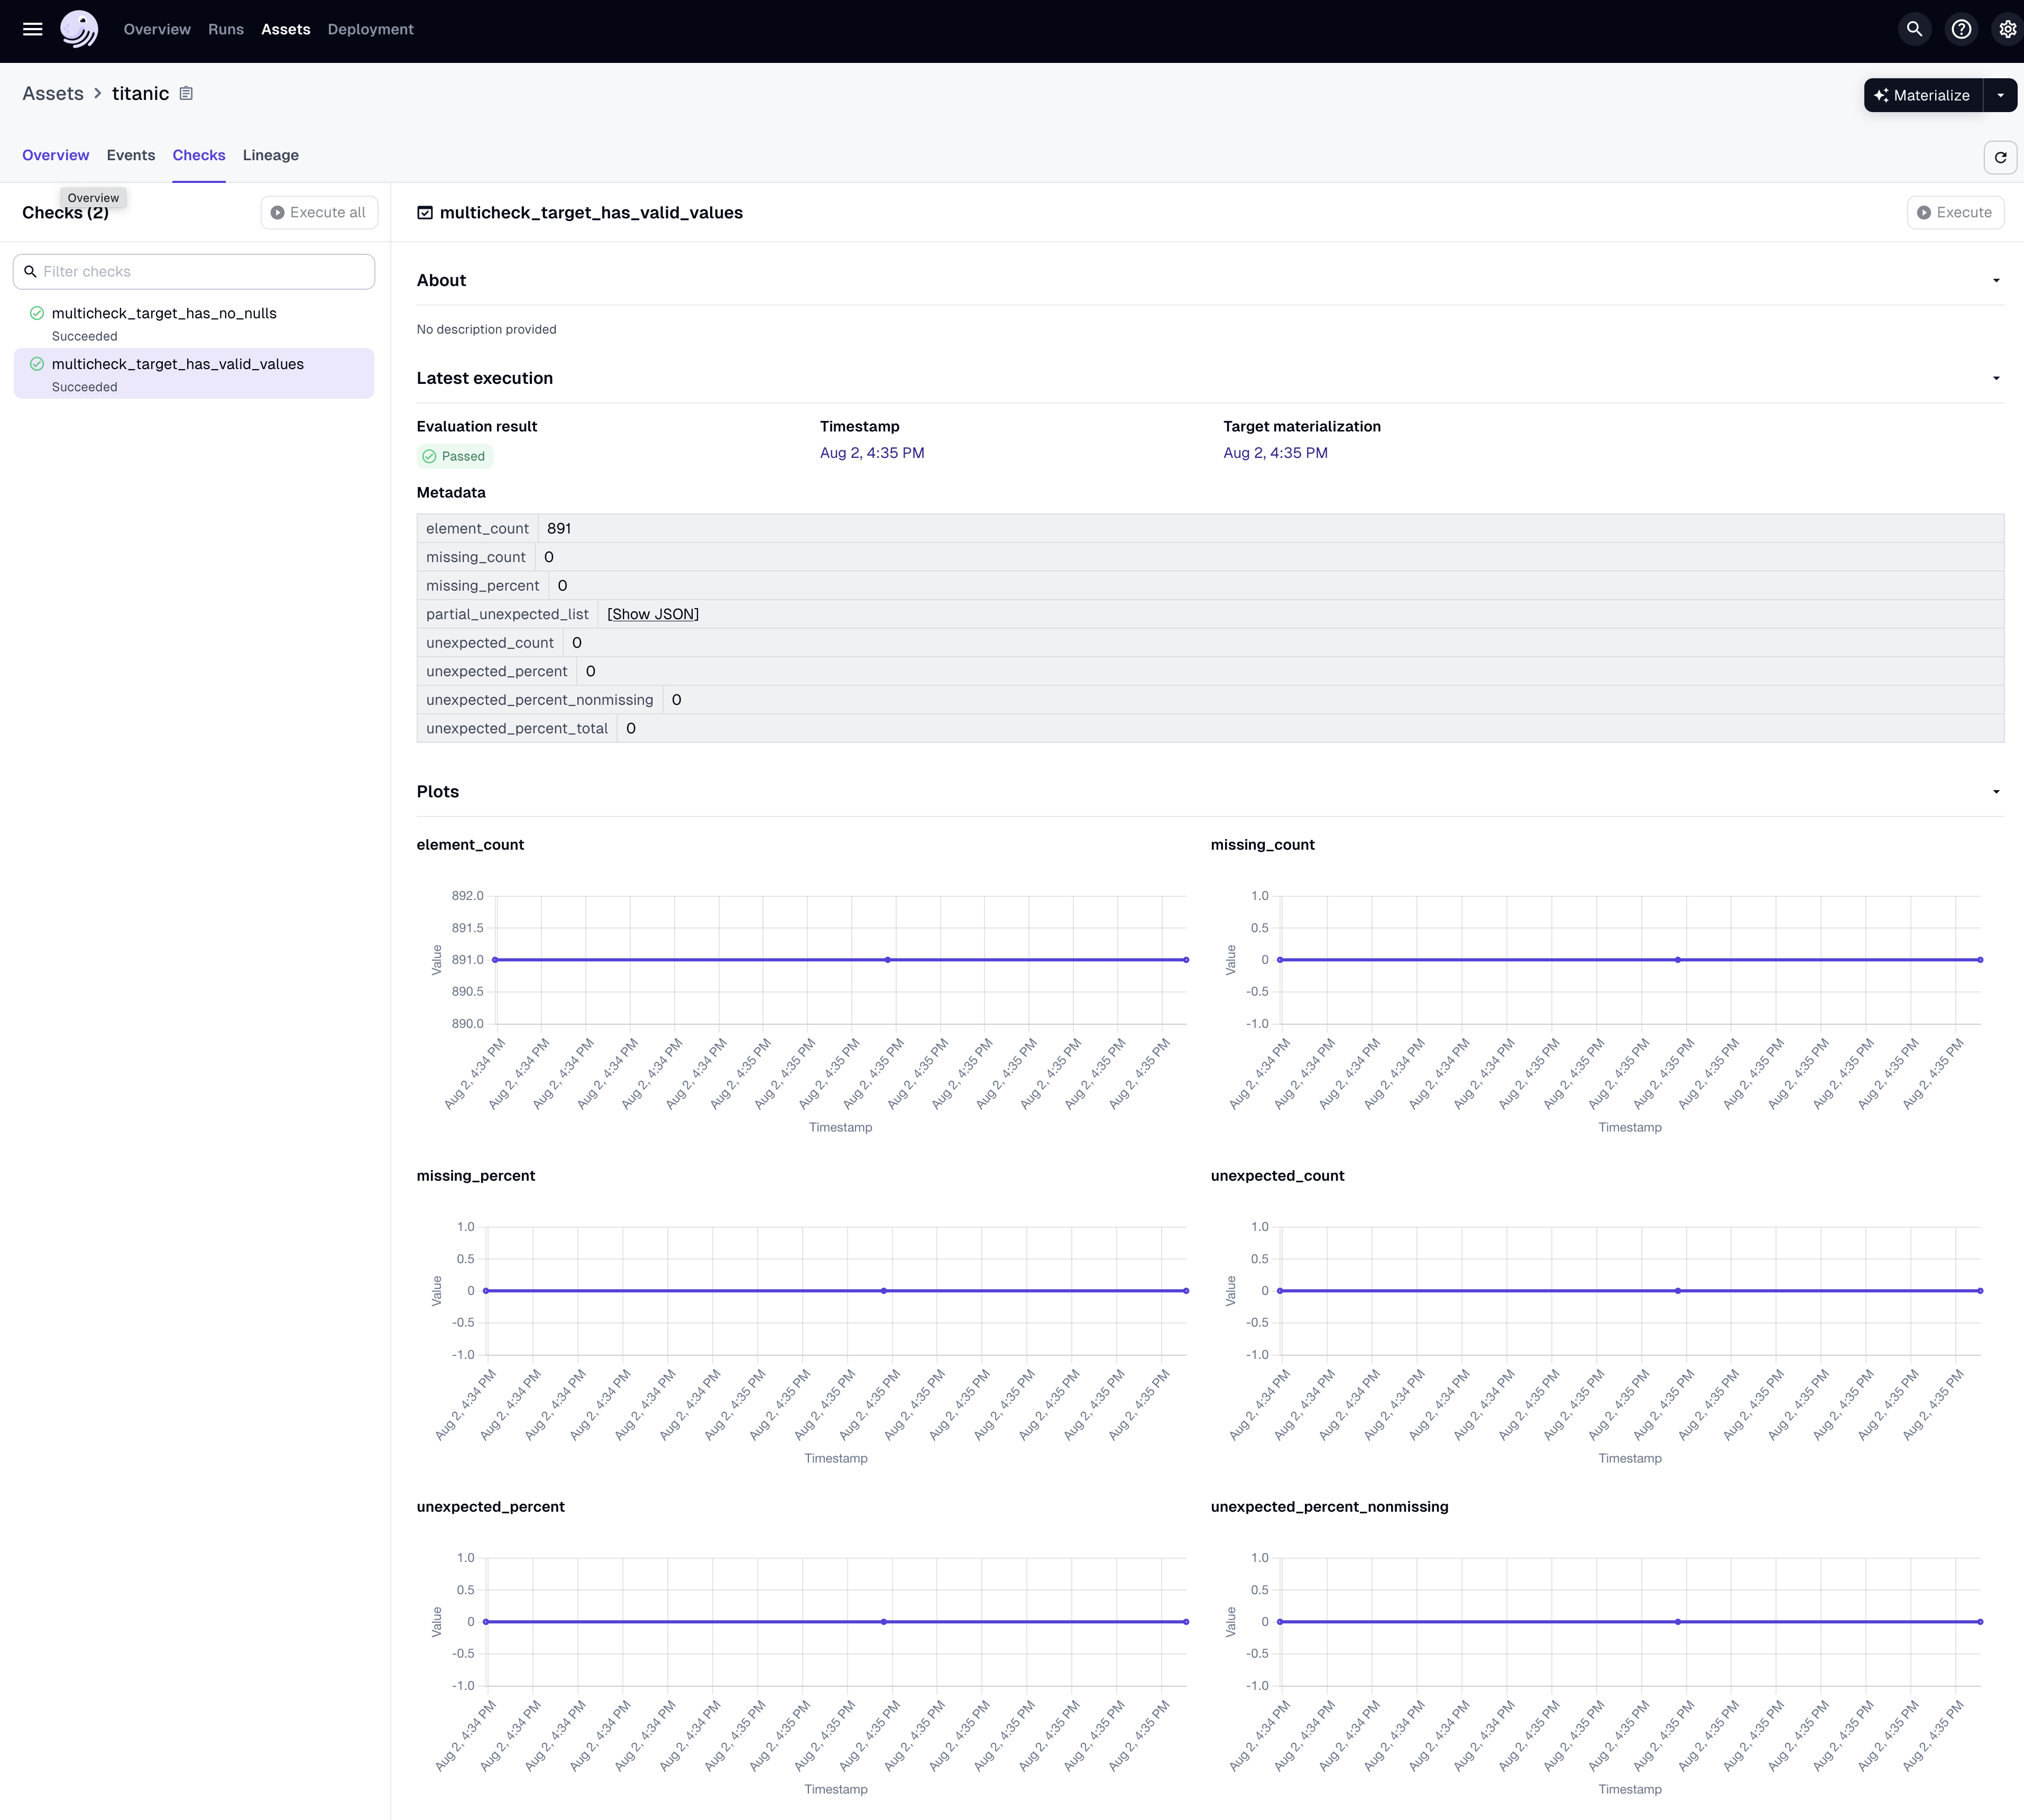 Overview Runs Assets Deployment
Assets > titanic
Materialize
Overview Events Checks Lineage
Overview
Checks (2)
Execute all
Filter checks
multicheck_target_has_no_nulls
Succeeded
multicheck_target_has_valid_values
Succeeded
multicheck_target_has_valid_values
Execute
About
No description provided
Latest execution
Evaluation result Timestamp Target materialization
Passed Aug 2, 4:35 PM Aug 2, 4:35 PM
Metadata
element_count 891
missing_count 0
missing_percent 0
partial_unexpected_list [Show JSON]
unexpected_count 0
unexpected_percent 0
unexpected_percent_nonmissing 0
unexpected_percent_total 0
Plots
element_count
Value
892.0
891.5
891.0
890.5
890.0
Aug 2, 4:34 PM
Aug 2, 4:34 PM
Aug 2, 4:34 PM
Aug 2, 4:34 PM
Aug 2, 4:34 PM
Aug 2, 4:34 PM
Aug 2, 4:35 PM
Aug 2, 4:35 PM
Aug 2, 4:35 PM
Aug 2, 4:35 PM
Aug 2, 4:35 PM
Aug 2, 4:35 PM
Aug 2, 4:35 PM
Aug 2, 4:35 PM
Aug 2, 4:35 PM
Aug 2, 4:35 PM
Timestamp
missing_count
Value
1.0
0.5
0
-0.5
-1.0
Aug 2, 4:34 PM
Aug 2, 4:34 PM
Aug 2, 4:34 PM
Aug 2, 4:34 PM
Aug 2, 4:34 PM
Aug 2, 4:34 PM
Aug 2, 4:35 PM
Aug 2, 4:35 PM
Aug 2, 4:35 PM
Aug 2, 4:35 PM
Aug 2, 4:35 PM
Aug 2, 4:35 PM
Aug 2, 4:35 PM
Aug 2, 4:35 PM
Aug 2, 4:35 PM
Aug 2, 4:35 PM
Timestamp
missing_percent
Value
1.0
0.5
0
-0.5
-1.0
Aug 2, 4:34 PM
Aug 2, 4:34 PM
Aug 2, 4:34 PM
Aug 2, 4:34 PM
Aug 2, 4:34 PM
Aug 2, 4:34 PM
Aug 2, 4:35 PM
Aug 2, 4:35 PM
Aug 2, 4:35 PM
Aug 2, 4:35 PM
Aug 2, 4:35 PM
Aug 2, 4:35 PM
Aug 2, 4:35 PM
Aug 2, 4:35 PM
Aug 2, 4:35 PM
Aug 2, 4:35 PM
Timestamp
unexpected_count
Value
1.0
0.5
0
-0.5
-1.0
Aug 2, 4:34 PM
Aug 2, 4:34 PM
Aug 2, 4:34 PM
Aug 2, 4:34 PM
Aug 2, 4:34 PM
Aug 2, 4:34 PM
Aug 2, 4:35 PM
Aug 2, 4:35 PM
Aug 2, 4:35 PM
Aug 2, 4:35 PM
Aug 2, 4:35 PM
Aug 2, 4:35 PM
Aug 2, 4:35 PM
Aug 2, 4:35 PM
Aug 2, 4:35 PM
Aug 2, 4:35 PM
Timestamp
unexpected_percent
Value
1.0
0.5
0
-0.5
-1.0
Aug 2, 4:34 PM
Aug 2, 4:34 PM
Aug 2, 4:34 PM
Aug 2, 4:34 PM
Aug 2, 4:34 PM
Aug 2, 4:34 PM
Aug 2, 4:35 PM
Aug 2, 4:35 PM
Aug 2, 4:35 PM
Aug 2, 4:35 PM
Aug 2, 4:35 PM
Aug 2, 4:35 PM
Aug 2, 4:35 PM
Aug 2, 4:35 PM
Aug 2, 4:35 PM
Aug 2, 4:35 PM
Timestamp
unexpected_percent_nonmissing
Value
1.0
0.5
0
-0.5
-1.0
Aug 2, 4:34 PM
Aug 2, 4:34 PM
Aug 2, 4:34 PM
Aug 2, 4:34 PM
Aug 2, 4:34 PM
Aug 2, 4:34 PM
Aug 2, 4:35 PM
Aug 2, 4:35 PM
Aug 2, 4:35 PM
Aug 2, 4:35 PM
Aug 2, 4:35 PM
Aug 2, 4:35 PM
Aug 2, 4:35 PM
Aug 2, 4:35 PM
Aug 2, 4:35 PM
Aug 2, 4:35 PM
Timestamp